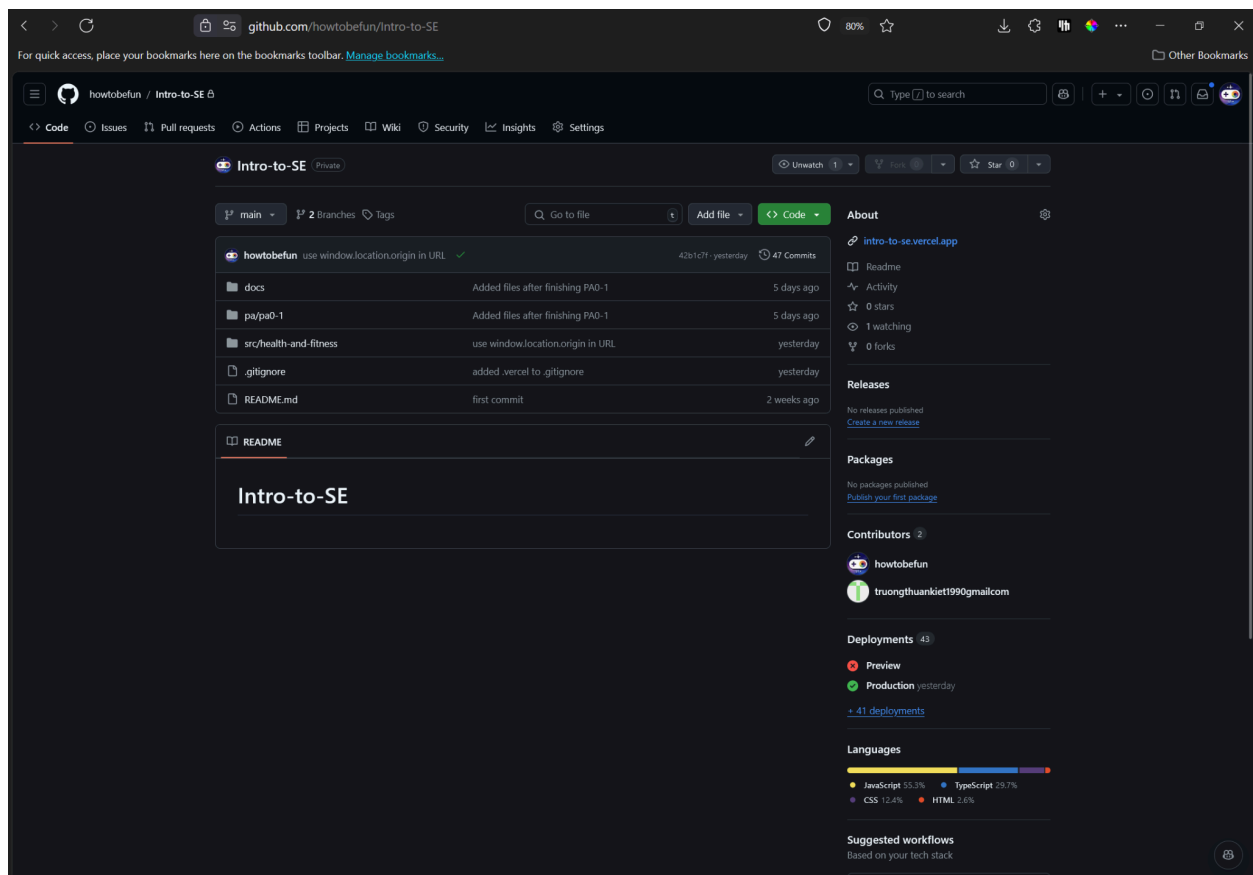 github.com/howtobefun/Intro-to-SE
80%
For quick access, place your bookmarks here on the bookmarks toolbar. Manage bookmarks...
Other Bookmarks
howtobefun / Intro-to-SE
Type / to search
Code Issues Pull requests Actions Projects Wiki Security Insights Settings
Intro-to-SE Private
Unwatch 1 Fork Star 0
main 2 Branches Tags
Go to file t Add file Code
howtobefun use window.location.origin in URL 42b1c7f · yesterday 47 Commits
docs Added files after finishing PA0-1 5 days ago
pa/pa0-1 Added files after finishing PA0-1 5 days ago
src/health-and-fitness use window.location.origin in URL yesterday
.gitignore added .vercel to .gitignore yesterday
README.md first commit 2 weeks ago
README
Intro-to-SE
About
intro-to-se.vercel.app
Readme
Activity
0 stars
1 watching
0 forks
Releases
No releases published
Create a new release
Packages
No packages published
Publish your first package
Contributors 2
howtobefun
truongthuankiet1990gmailcom
Deployments 43
Preview
Production yesterday
+ 41 deployments
Languages
JavaScript 55.3% TypeScript 29.7%
CSS 12.4% HTML 2.6%
Suggested workflows
Based on your tech stack